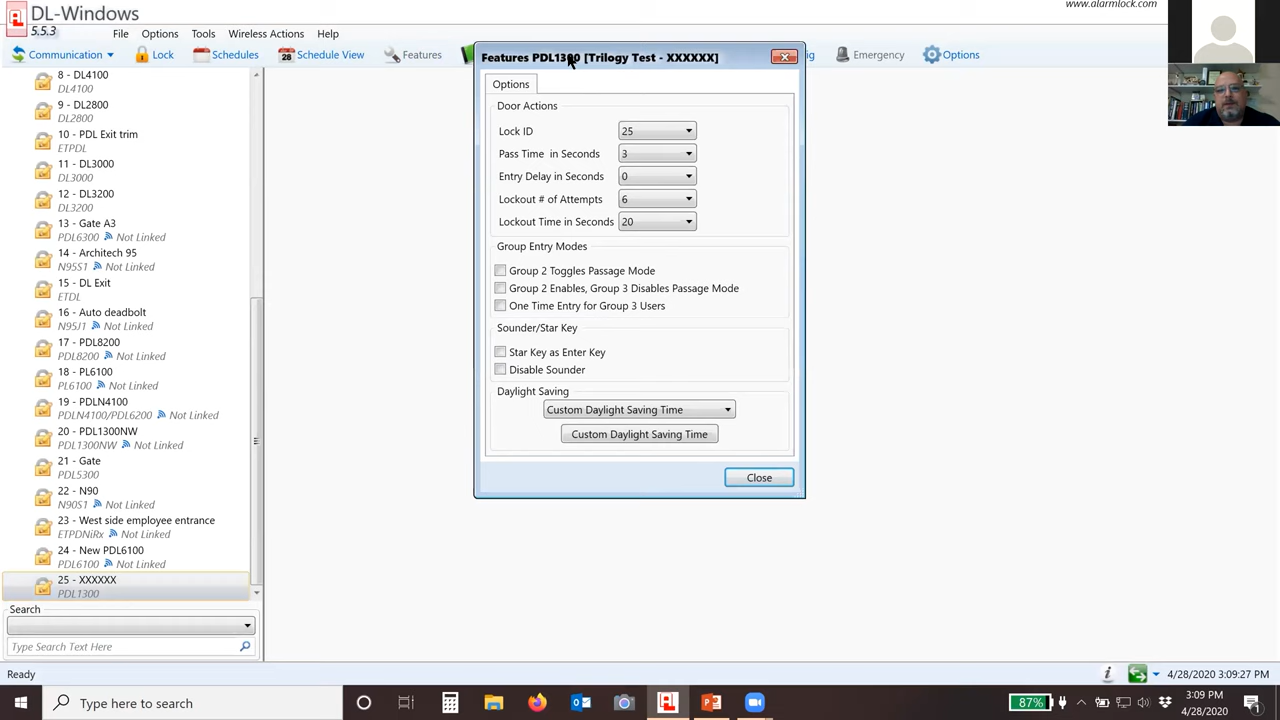 DL-Windows
5.5.3
www.alarmlock.com
File Options Tools Wireless Actions Help
Communication Lock Schedules Schedule View Features Emergency Options
8 - DL4100
DL4100
9 - DL2800
DL2800
10 - PDL Exit trim
ETPDL
11 - DL3000
DL3000
12 - DL3200
DL3200
13 - Gate A3
PDL6300 Not Linked
14 - Architech 95
N95S1 Not Linked
15 - DL Exit
ETDL
16 - Auto deadbolt
N95J1 Not Linked
17 - PDL8200
PDL8200 Not Linked
18 - PL6100
PL6100 Not Linked
19 - PDLN4100
PDLN4100/PDL6200 Not Linked
20 - PDL1300NW
PDL1300NW Not Linked
21 - Gate
PDL5300
22 - N90
N90S1 Not Linked
23 - West side employee entrance
ETPDNiRx Not Linked
24 - New PDL6100
PDL6100 Not Linked
25 - XXXXXX
PDL1300
Search
Type Search Text Here
Features PDL1300 [Trilogy Test - XXXXXX]
Options
Door Actions
Lock ID 25
Pass Time in Seconds 3
Entry Delay in Seconds 0
Lockout # of Attempts 6
Lockout Time in Seconds 20
Group Entry Modes
Group 2 Toggles Passage Mode
Group 2 Enables, Group 3 Disables Passage Mode
One Time Entry for Group 3 Users
Sounder/Star Key
Star Key as Enter Key
Disable Sounder
Daylight Saving
Custom Daylight Saving Time
Custom Daylight Saving Time
Close
Ready 4/28/2020 3:09:27 PM
Type here to search
87%
3:09 PM
4/28/2020